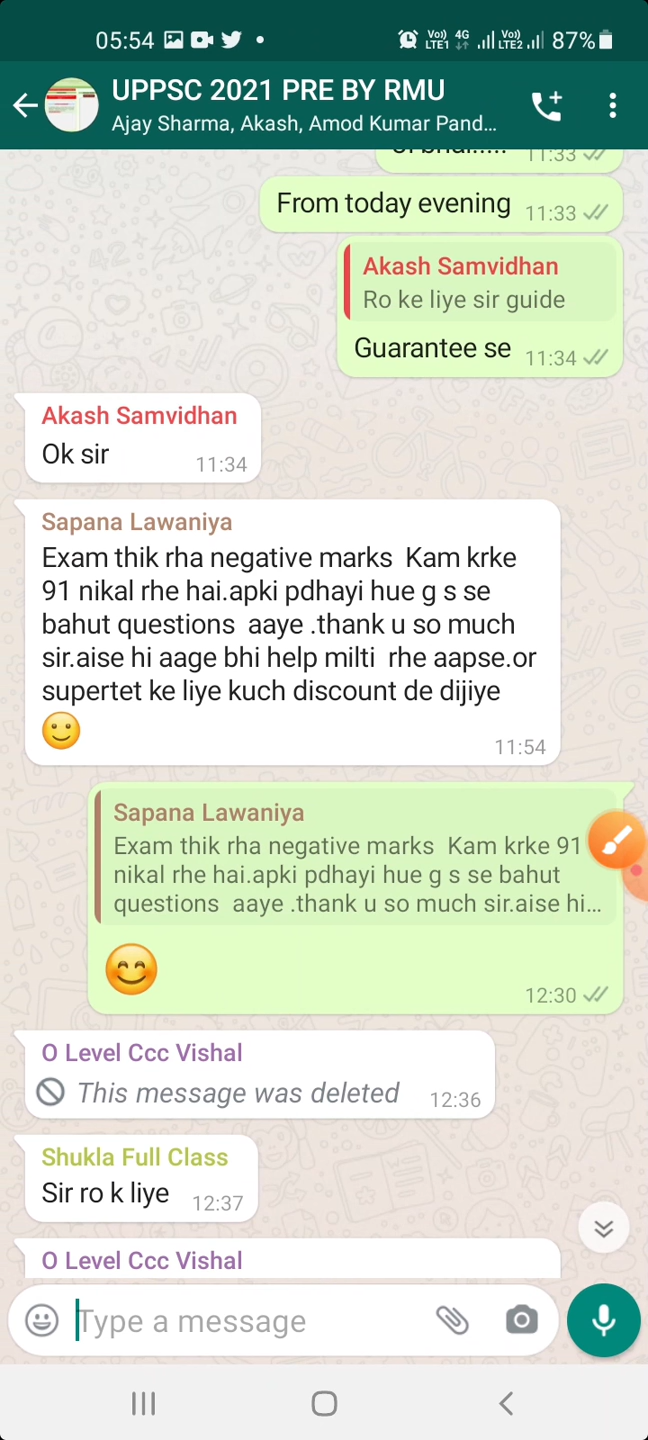 05:54
Vo)) LTE1 4G Vo)) LTE2 87%
UPPSC 2021 PRE BY RMU
Ajay Sharma, Akash, Amod Kumar Pand...
11:33
From today evening 11:33
Akash Samvidhan
Ro ke liye sir guide
Guarantee se 11:34
Akash Samvidhan
Ok sir 11:34
Sapana Lawaniya
Exam thik rha negative marks Kam krke
91 nikal rhe hai.apki pdhayi hue g s se
bahut questions aaye .thank u so much
sir.aise hi aage bhi help milti rhe aapse.or
supertet ke liye kuch discount de dijiye
11:54
Sapana Lawaniya
Exam thik rha negative marks Kam krke 91
nikal rhe hai.apki pdhayi hue g s se bahut
questions aaye .thank u so much sir.aise hi...
12:30
O Level Ccc Vishal
This message was deleted 12:36
Shukla Full Class
Sir ro k liye 12:37
O Level Ccc Vishal
Type a message